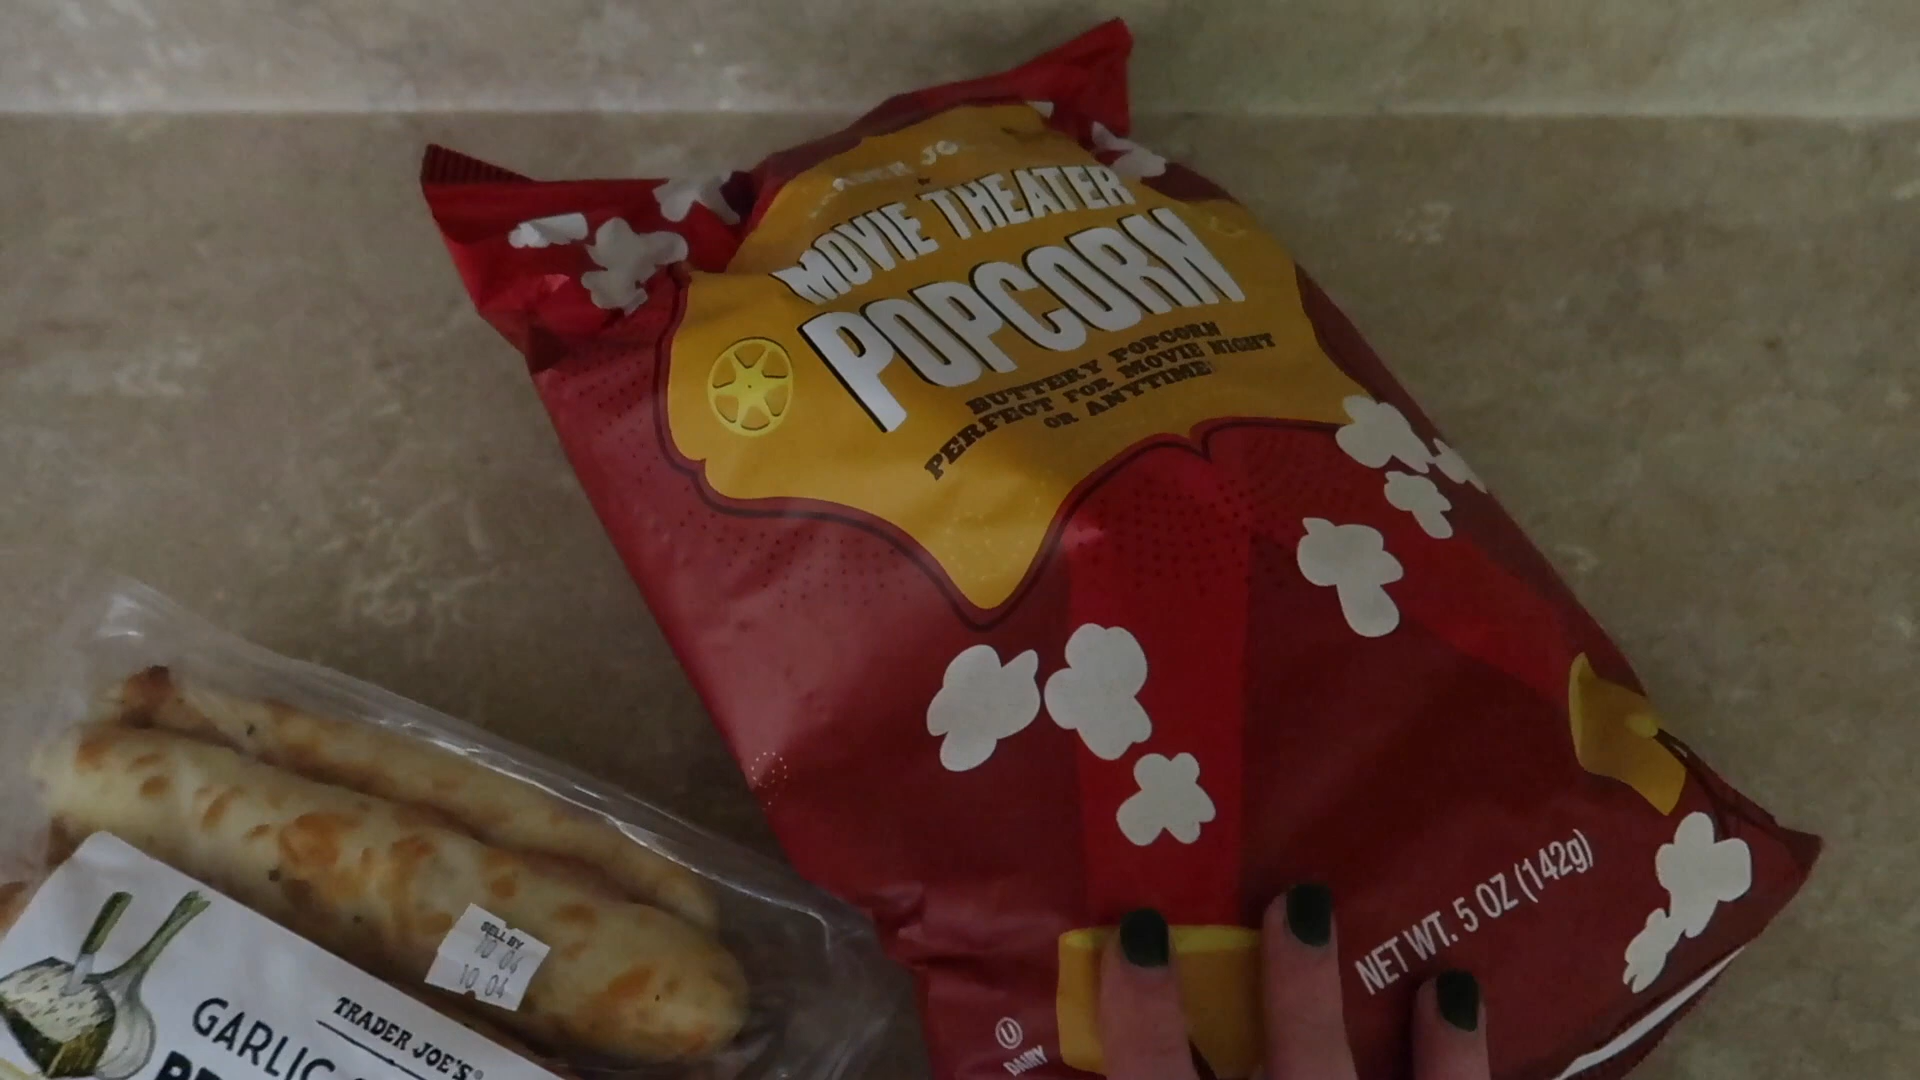 MOVIE THEATER
POPCORN
BUTTERY POPCORN
PERFECT FOR MOVIE NIGHT
OR ANYTIME!
NET WT. 5 OZ (142g)
U
DAIRY
SELL BY
10 04
10 04
TRADER JOE'S®
GARLIC